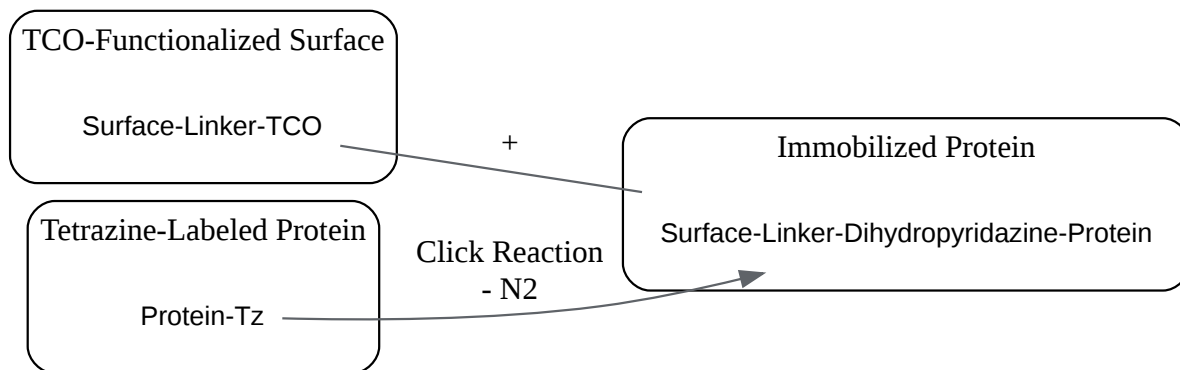 TCO-Functionalized Surface
Surface-Linker-TCO
+
Immobilized Protein
Surface-Linker-Dihydropyridazine-Protein
Tetrazine-Labeled Protein
Protein-Tz
Click Reaction
- N2